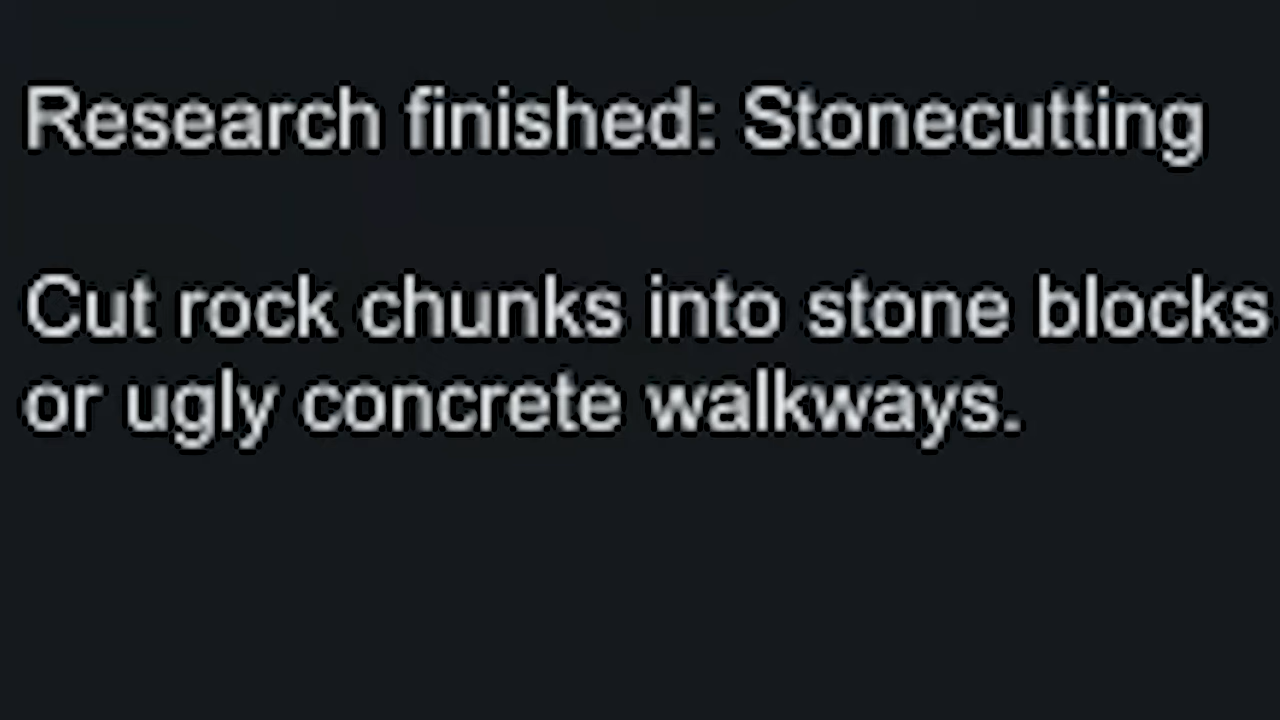 Research finished: Stonecutting
Cut rock chunks into stone blocks
or ugly concrete walkways.